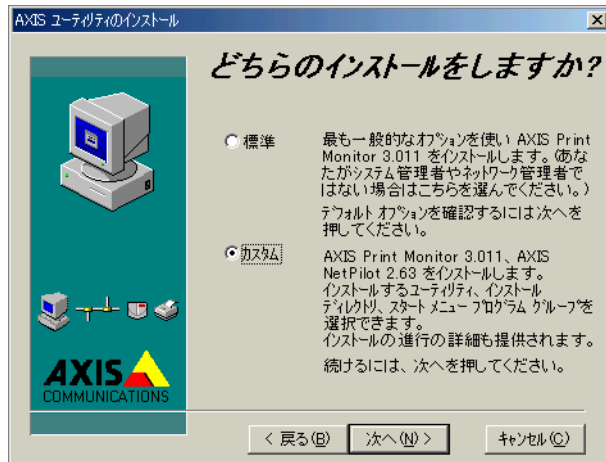 AXIS ユーティリティのインストール
どちらのインストールをしますか?
標準
最も一般的なオプションを使い AXIS Print
Monitor 3.011 をインストールします。(あな
たがシステム管理者やネットワーク管理者で
はない場合はこちらを選んでください。)
デフォルト オプションを確認するには次へを
押してください。
カスタム
AXIS Print Monitor 3.011、AXIS
NetPilot 2.63 をインストールします。
インストールするユーティリティ、インストール
ディレクトリ、スタート メニュー プログラム グループを
選択できます。
インストールの進行の詳細も提供されます。
続けるには、次へを押してください。
AXIS
COMMUNICATIONS
< 戻る(B)
次へ(N) >
キャンセル(C)